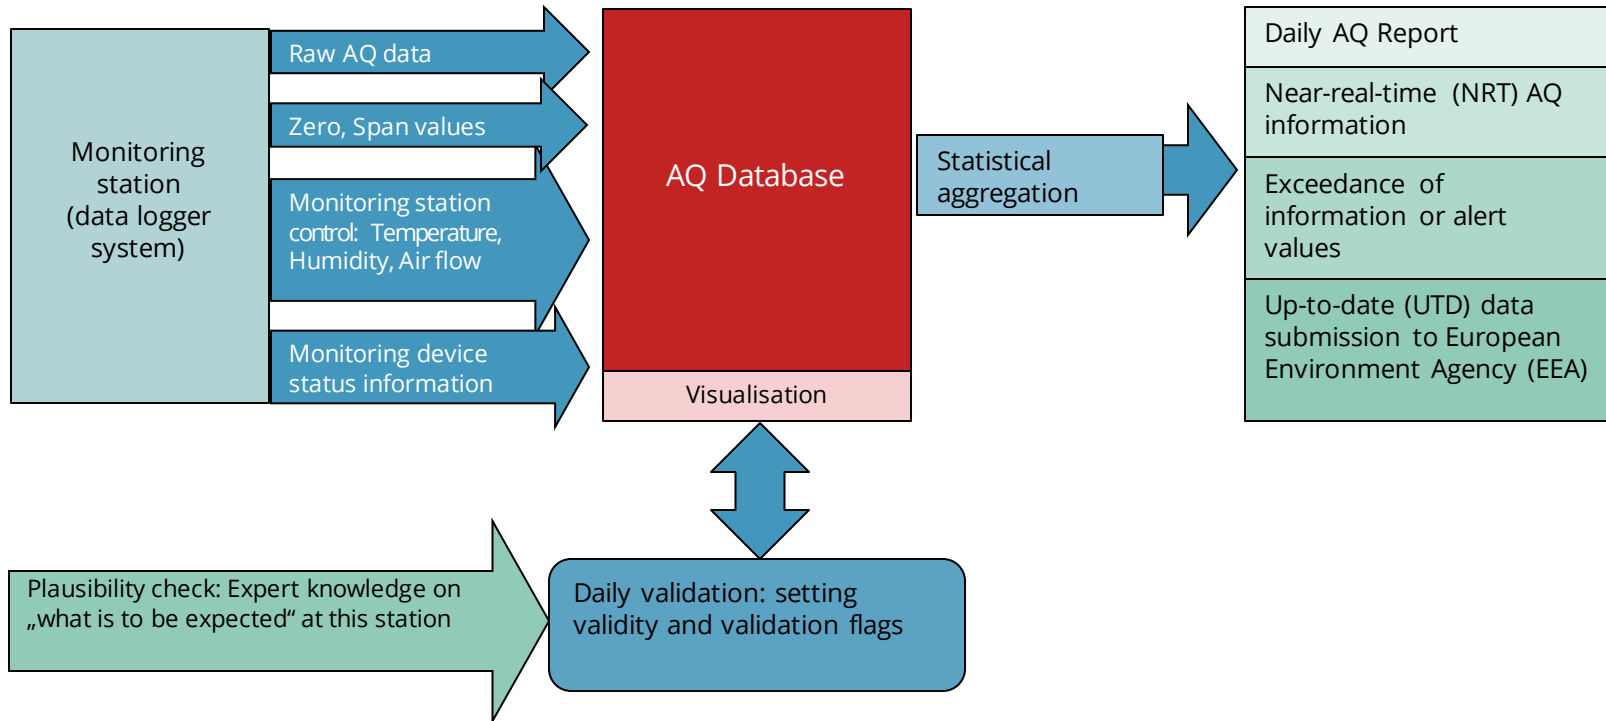 Monitoring
station
(data logger
system)
Raw AQ data
Zero, Span values
Monitoring station
control: Temperature,
Humidity, Air flow
Monitoring device
status information
AQ Database
Visualisation
Statistical
aggregation
Daily AQ Report
Near-real-time (NRT) AQ
information
Exceedance of
information or alert
values
Up-to-date (UTD) data
submission to European
Environment Agency (EEA)
Plausibility check: Expert knowledge on
„what is to be expected“ at this station
Daily validation: setting
validity and validation flags